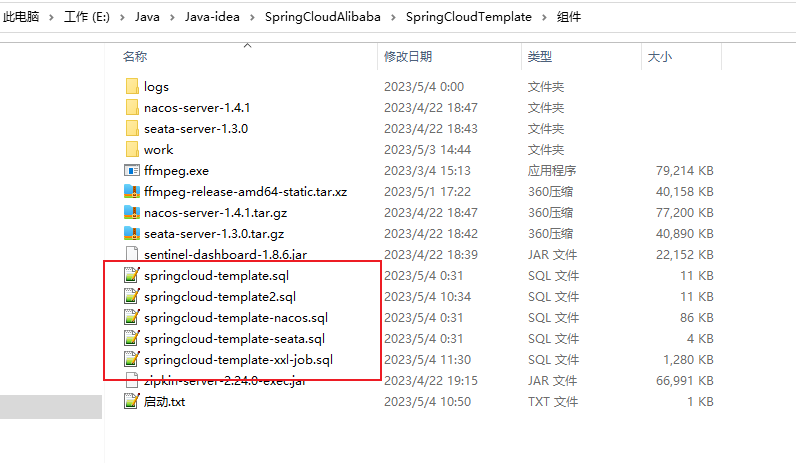 此电脑 > 工作 (E:) > Java > Java-idea > SpringCloudAlibaba > SpringCloudTemplate > 组件
名称 修改日期 类型 大小
logs 2023/5/4 0:00 文件夹
nacos-server-1.4.1 2023/4/22 18:47 文件夹
seata-server-1.3.0 2023/4/22 18:43 文件夹
work 2023/5/3 14:44 文件夹
ffmpeg.exe 2023/3/4 15:13 应用程序 79,214 KB
ffmpeg-release-amd64-static.tar.xz 2023/5/1 17:22 360压缩 40,158 KB
nacos-server-1.4.1.tar.gz 2023/4/22 18:47 360压缩 77,200 KB
seata-server-1.3.0.tar.gz 2023/4/22 18:42 360压缩 40,890 KB
sentinel-dashboard-1.8.6.jar 2023/4/22 18:39 JAR 文件 22,152 KB
springcloud-template.sql 2023/5/4 0:31 SQL 文件 11 KB
springcloud-template2.sql 2023/5/4 10:34 SQL 文件 11 KB
springcloud-template-nacos.sql 2023/5/4 0:31 SQL 文件 86 KB
springcloud-template-seata.sql 2023/5/4 0:31 SQL 文件 4 KB
springcloud-template-xxl-job.sql 2023/5/4 11:30 SQL 文件 1,280 KB
zipkin-server-2.24.0-exec.jar 2023/4/22 19:15 JAR 文件 66,991 KB
启动.txt 2023/5/4 10:50 TXT 文件 1 KB